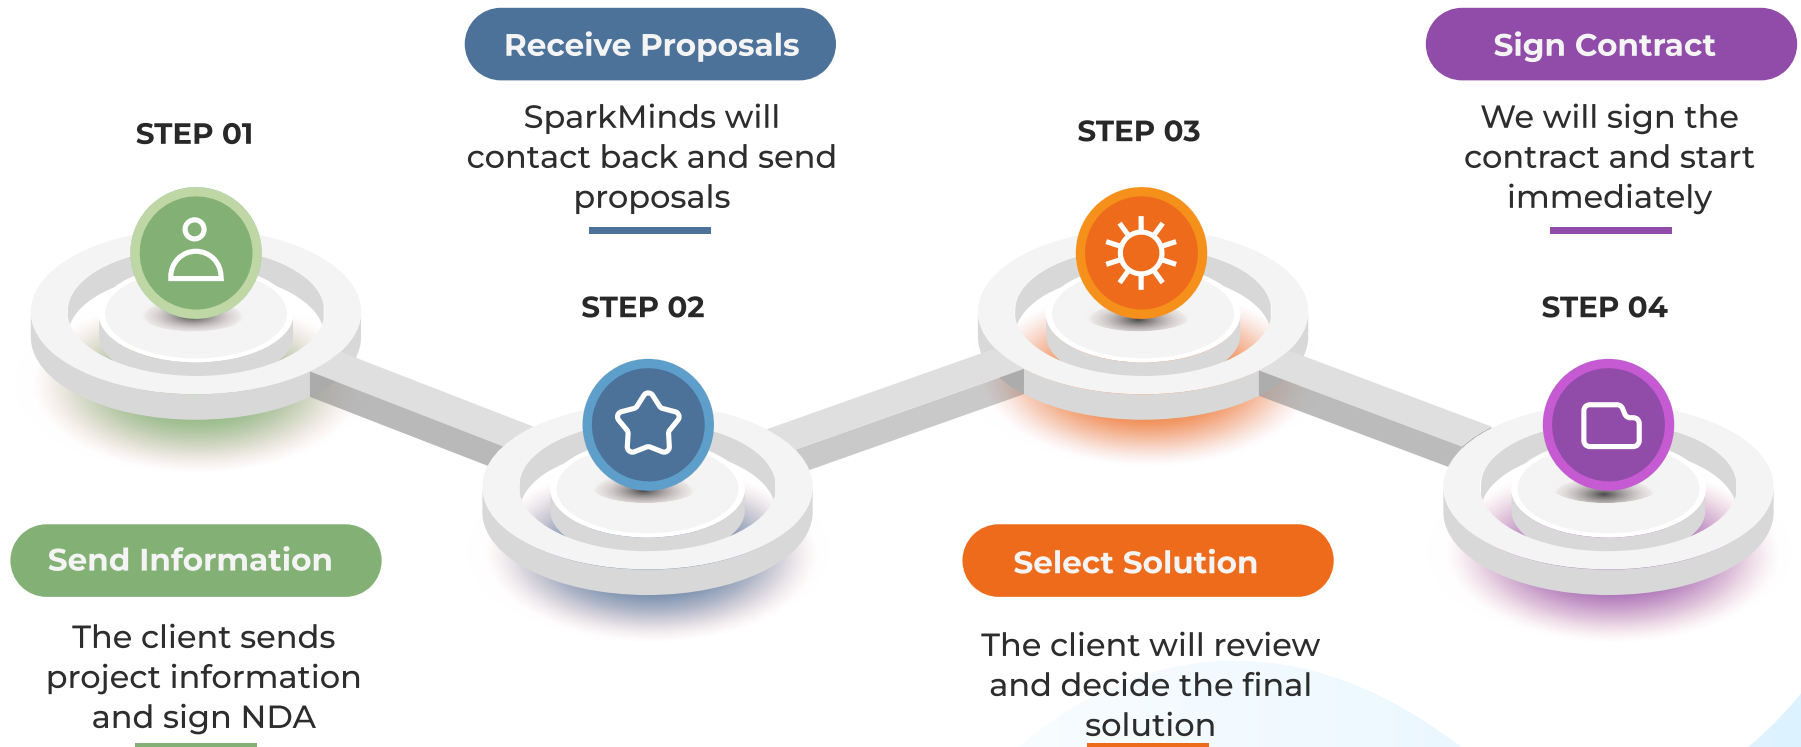 STEP 01
Send Information
The client sends
project information
and sign NDA
Receive Proposals
SparkMinds will
contact back and send
proposals
STEP 02
STEP 03
Select Solution
The client will review
and decide the final
solution
Sign Contract
We will sign the
contract and start
immediately
STEP 04